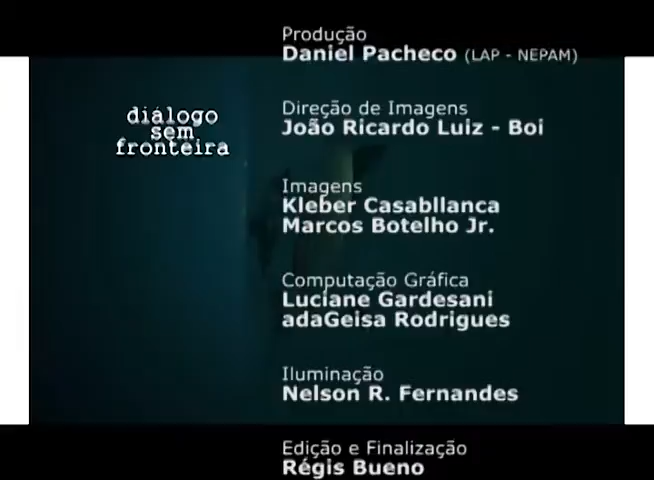 Produção
Daniel Pacheco (LAP - NEPAM)
diálogo
sem
fronteira
Direção de Imagens
João Ricardo Luiz - Boi
Imagens
Kleber Casabllanca
Marcos Botelho Jr.
Computação Gráfica
Luciane Gardesani
adaGeisa Rodrigues
Iluminação
Nelson R. Fernandes
Edição e Finalização
Régis Bueno